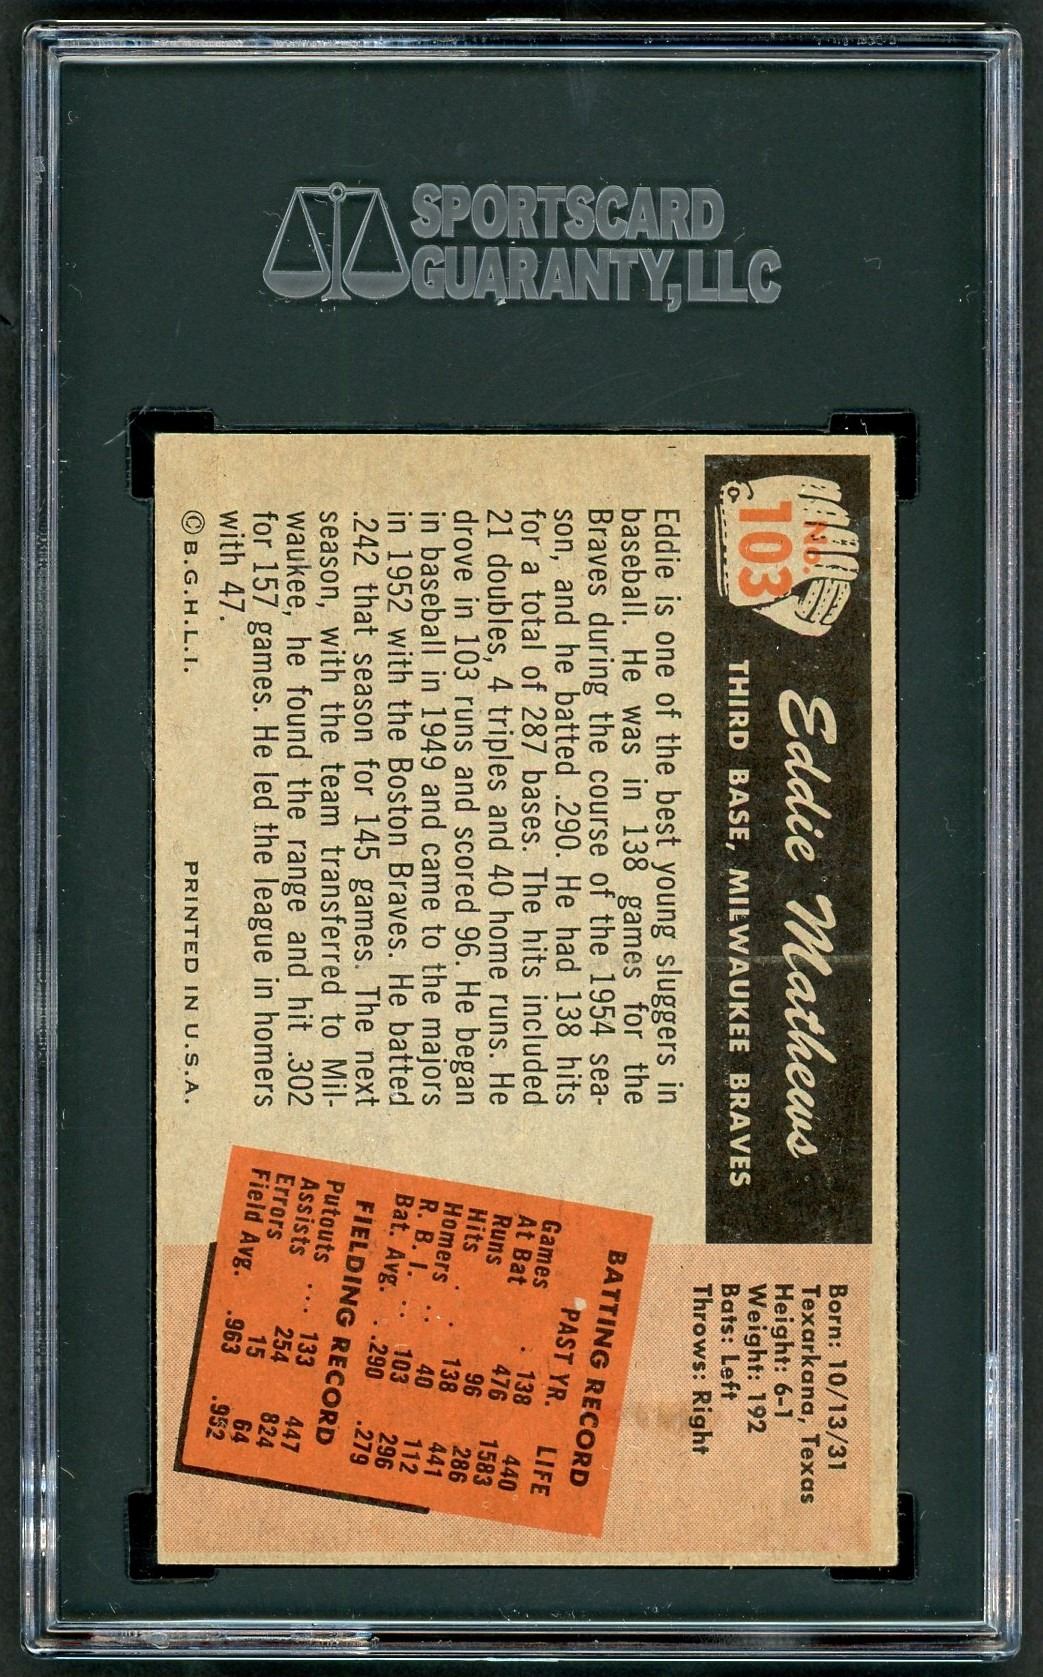 SPORTSCARD
GUARANTY, LLC
No.
103
Eddie Mathews
THIRD BASE, MILWAUKEE BRAVES
Born: 10/13/31
Texarkana, Texas
Height: 6-1
Weight: 192
Bats: Left
Throws: Right
Eddie is one of the best young sluggers in
baseball. He was in 138 games for the
Braves during the course of the 1954 sea-
son, and he batted .290. He had 138 hits
for a total of 287 bases. The hits included
21 doubles, 4 triples and 40 home runs. He
drove in 103 runs and scored 96. He began
in baseball in 1949 and came to the majors
in 1952 with the Boston Braves. He batted
.242 that season for 145 games. The next
season, with the team transferred to Mil-
waukee, he found the range and hit .302
for 157 games. He led the league in homers
with 47.
© B.G.H.L.I. PRINTED IN U.S.A.
BATTING RECORD
PAST YR. LIFE
Games . 138 440
At Bat 476 1583
Runs 96 286
Hits . 138 441
Homers : 40 112
R. B. I. : 103 296
Bat. Avg. : .290 .279
FIELDING RECORD
Putouts ... 133 447
Assists 254 824
Errors 15 64
Field Avg. .963 .952